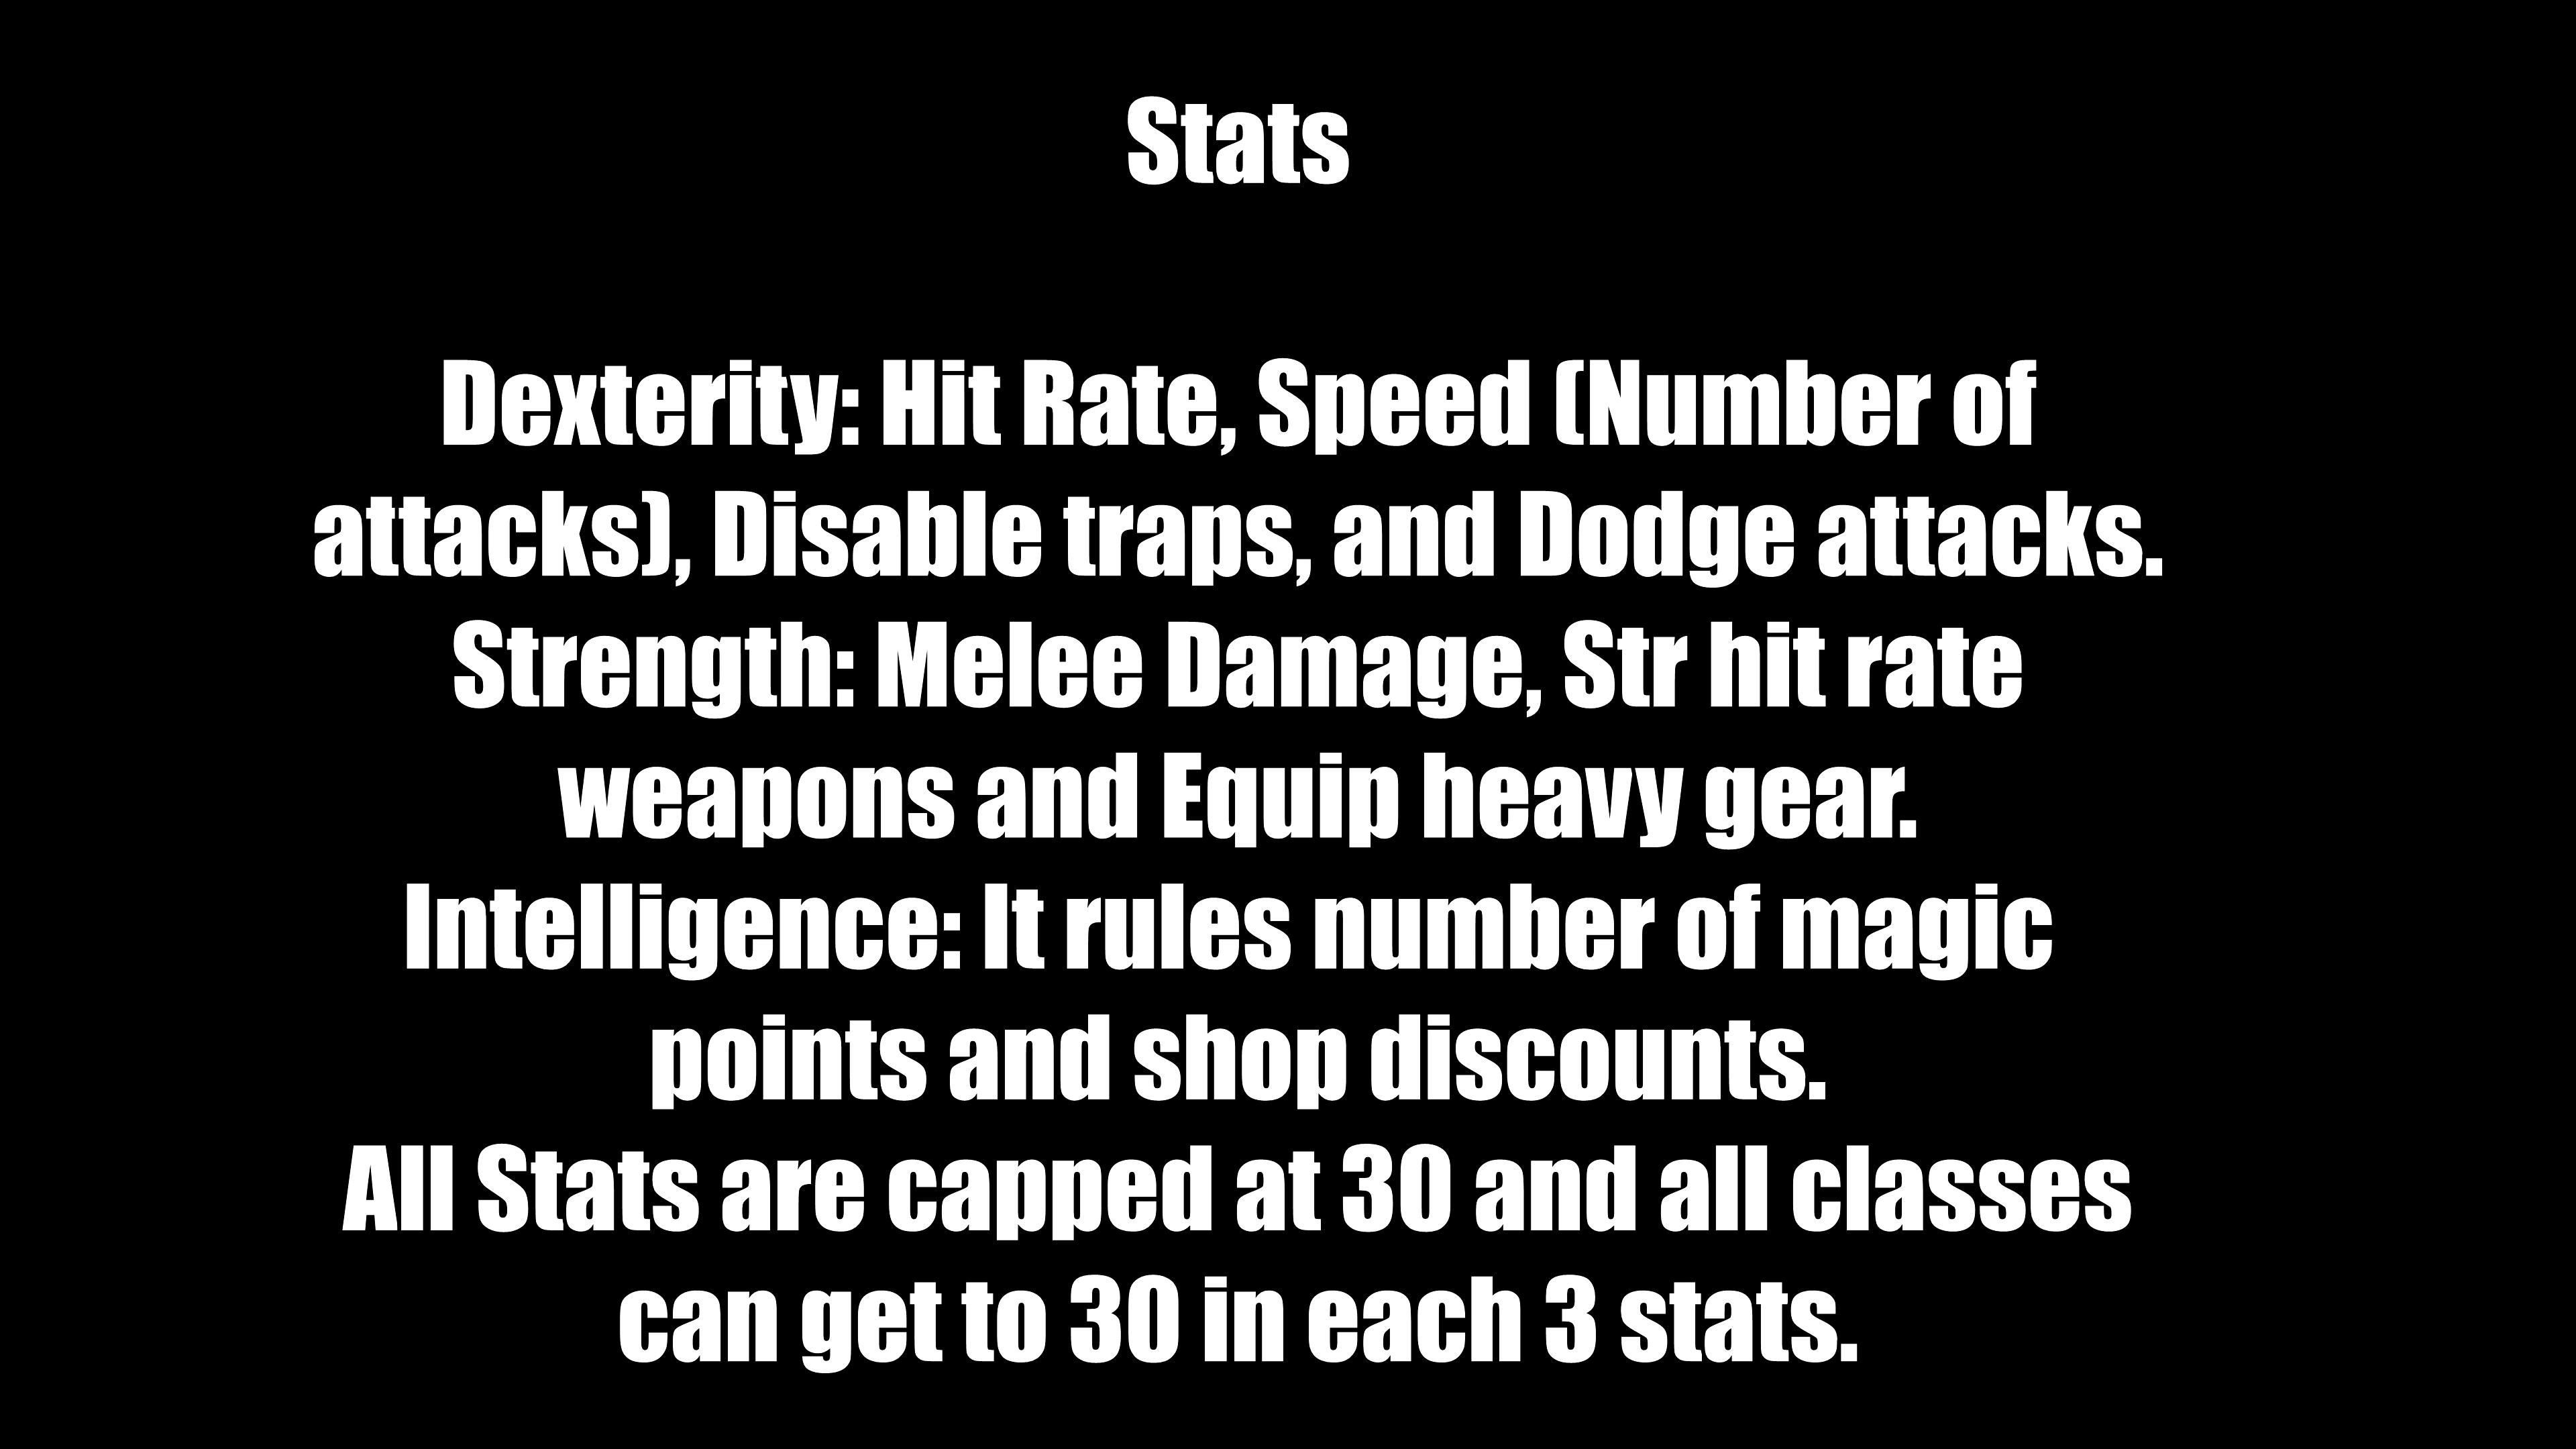 Stats
Dexterity: Hit Rate, Speed (Number of
attacks), Disable traps, and Dodge attacks.
Strength: Melee Damage, Str hit rate
weapons and Equip heavy gear.
Intelligence: It rules number of magic
points and shop discounts.
All Stats are capped at 30 and all classes
can get to 30 in each 3 stats.